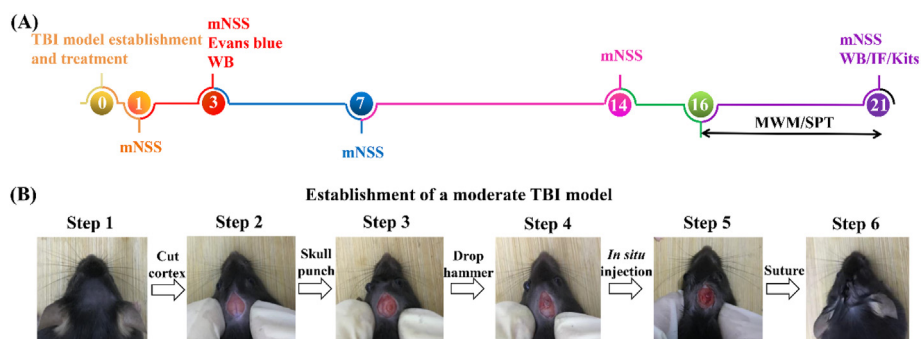 (A)
TBI model establishment
and treatment
mNSS
Evans blue
WB
mNSS
mNSS
WB/IF/Kits
0
1
3
7
14
16
21
MWM/SPT
mNSS
mNSS
(B)
Establishment of a moderate TBI model
Step 1
Step 2
Step 3
Step 4
Step 5
Step 6
Cut
cortex
Skull
punch
Drop
hammer
In situ
injection
Suture